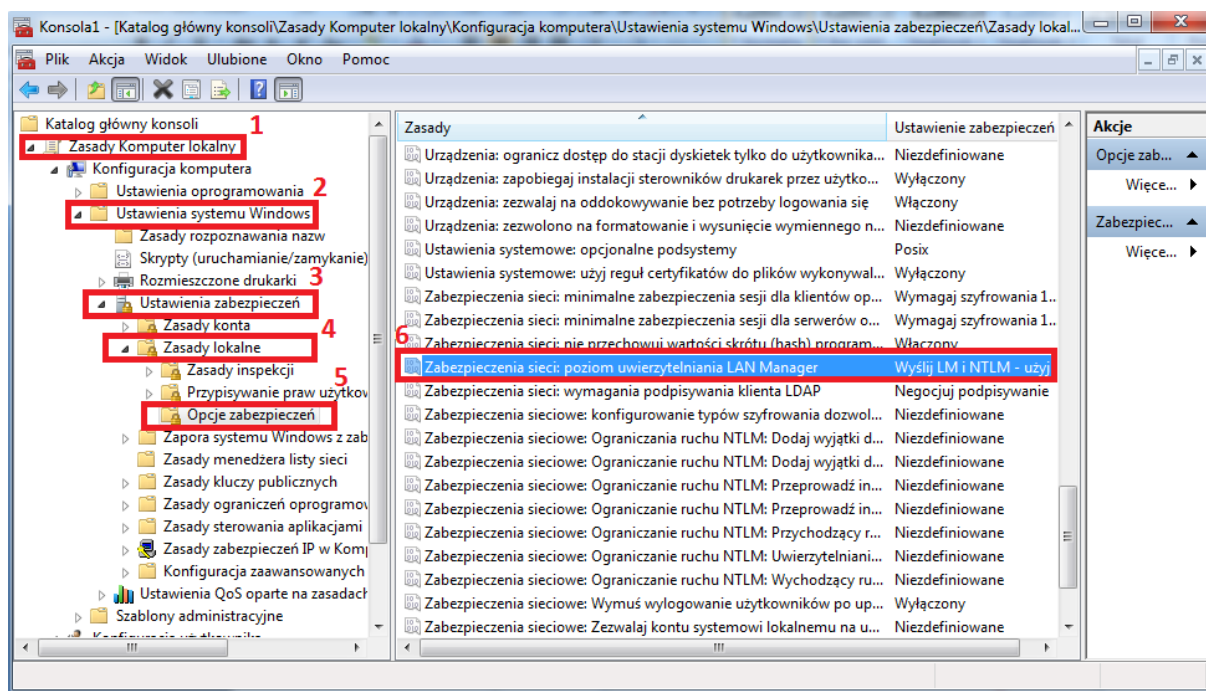 Konsola1 - [Katalog główny konsoli\Zasady Komputer lokalny\Konfiguracja komputera\Ustawienia systemu Windows\Ustawienia zabezpieczeń\Zasady lokal...
Plik Akcja Widok Ulubione Okno Pomoc
Katalog główny konsoli
1
Zasady Komputer lokalny
Konfiguracja komputera
Ustawienia oprogramowania
2
Ustawienia systemu Windows
Zasady rozpoznawania nazw
Skrypty (uruchamianie/zamykanie)
Rozmieszczone drukarki
3
Ustawienia zabezpieczeń
Zasady konta
4
Zasady lokalne
Zasady inspekcji
5
Przypisywanie praw użytkov
Opcje zabezpieczeń
Zapora systemu Windows z zab
Zasady menedżera listy sieci
Zasady kluczy publicznych
Zasady ograniczeń oprogramov
Zasady sterowania aplikacjami
Zasady zabezpieczeń IP w Komp
Konfiguracja zaawansowanych
Ustawienia QoS oparte na zasadach
Szablony administracyjne
Konfiguracja użytkownika
Zasady Ustawienie zabezpieczeń
Urządzenia: ogranicz dostęp do stacji dyskietek tylko do użytkownika... Niezdefiniowane
Urządzenia: zapobiegaj instalacji sterowników drukarek przez użytko... Wyłączony
Urządzenia: zezwalaj na oddokowywanie bez potrzeby logowania się Włączony
Urządzenia: zezwolono na formatowanie i wysunięcie wymiennego n... Niezdefiniowane
Ustawienia systemowe: opcjonalne podsystemy Posix
Ustawienia systemowe: użyj reguł certyfikatów do plików wykonywal... Wyłączony
Zabezpieczenia sieci: minimalne zabezpieczenia sesji dla klientów op... Wymagaj szyfrowania 1..
Zabezpieczenia sieci: minimalne zabezpieczenia sesji dla serwerów o... Wymagaj szyfrowania 1..
6
Zabezpieczenia sieci: nie przechowuj wartości skrótu (hash) program... Włączony
Zabezpieczenia sieci: poziom uwierzytelniania LAN Manager Wyślij LM i NTLM - użyj
Zabezpieczenia sieci: wymagania podpisywania klienta LDAP Negocjuj podpisywanie
Zabezpieczenia sieciowe: konfigurowanie typów szyfrowania dozwol... Niezdefiniowane
Zabezpieczenia sieciowe: Ograniczania ruchu NTLM: Dodaj wyjątki d... Niezdefiniowane
Zabezpieczenia sieciowe: Ograniczanie ruchu NTLM: Dodaj wyjątki d... Niezdefiniowane
Zabezpieczenia sieciowe: Ograniczanie ruchu NTLM: Przeprowadź in... Niezdefiniowane
Zabezpieczenia sieciowe: Ograniczanie ruchu NTLM: Przeprowadź in... Niezdefiniowane
Zabezpieczenia sieciowe: Ograniczanie ruchu NTLM: Przychodzący r... Niezdefiniowane
Zabezpieczenia sieciowe: Ograniczanie ruchu NTLM: Uwierzytelniani... Niezdefiniowane
Zabezpieczenia sieciowe: Ograniczanie ruchu NTLM: Wychodzący ru... Niezdefiniowane
Zabezpieczenia sieciowe: Wymuś wylogowanie użytkowników po up... Wyłączony
Zabezpieczenia sieciowe: Zezwalaj kontu systemowi lokalnemu na u... Niezdefiniowane
Akcje
Opcje zab...
Więce...
Zabezpiec...
Więce...